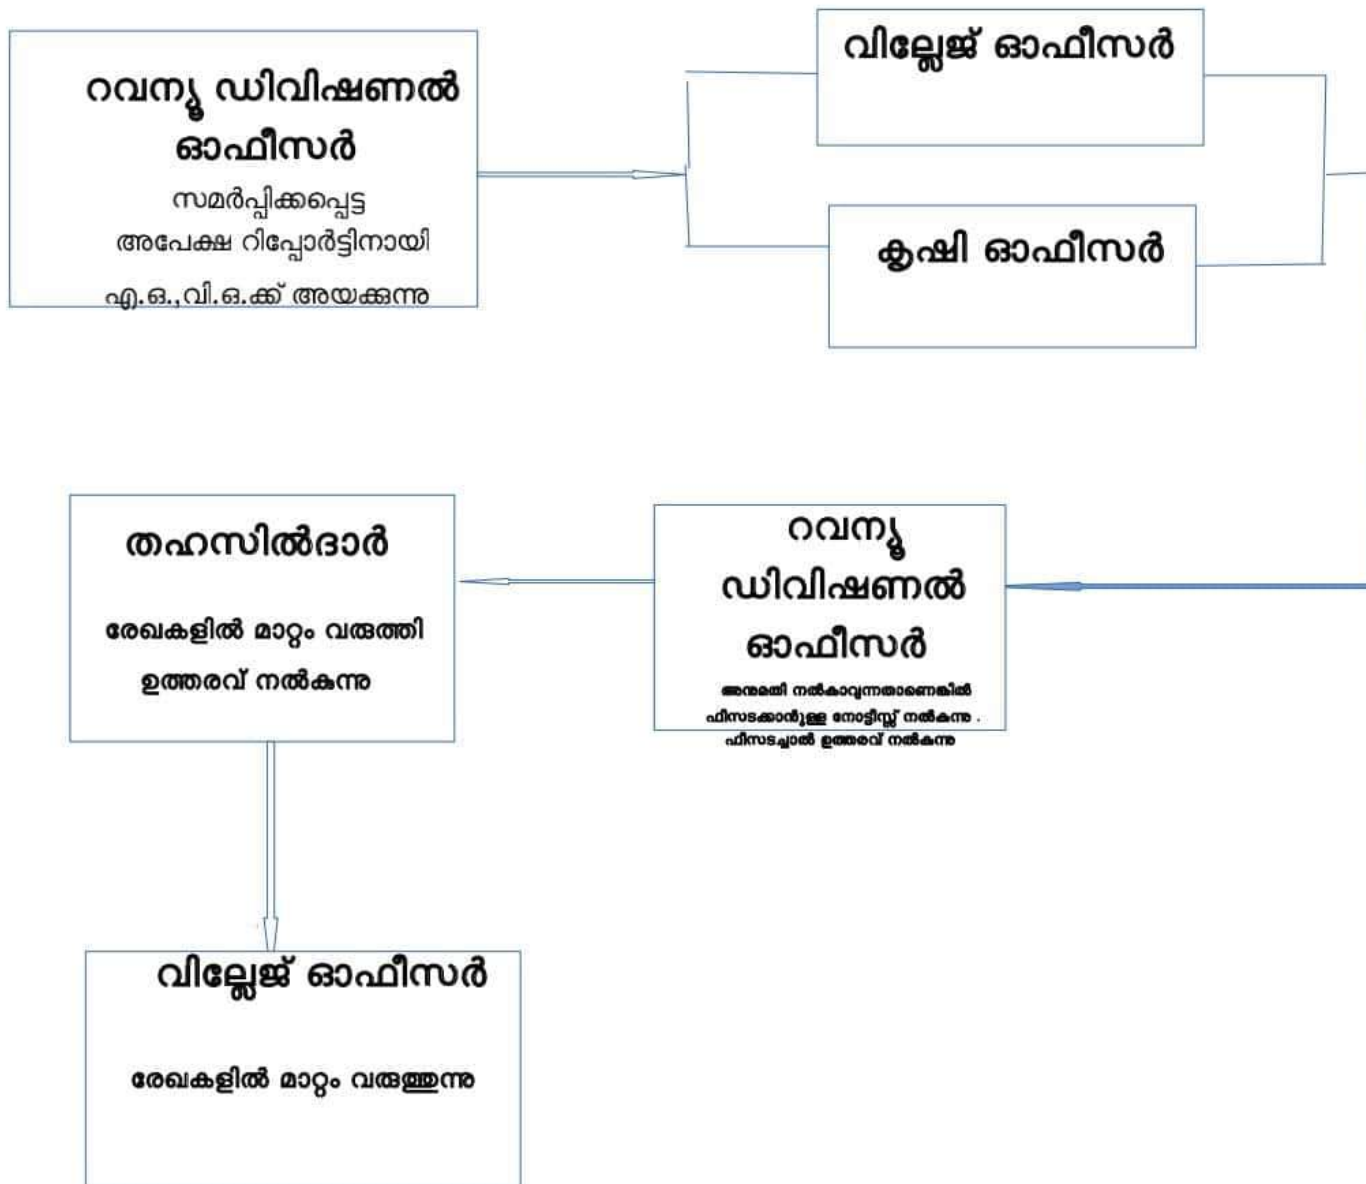 റവന്യൂ ഡിവിഷണൽ
ഓഫീസർ
സമർപ്പിക്കപ്പെട്ട
അപേക്ഷ റിപ്പോർട്ടിനായി
എ.ഒ.,വി.ഒ.ക്ക് അയക്കുന്നു
വില്ലേജ് ഓഫീസർ
കൃഷി ഓഫീസർ
റവന്യൂ
ഡിവിഷണൽ
ഓഫീസർ
അനുമതി നൽകാവുന്നതാണെങ്കിൽ
ഫീസടക്കാൻുള്ള നോട്ടീസ്സ് നൽകുന്നു .
ഫീസടച്ചാൽ ഉത്തരവ് നൽകുന്നു
തഹസിൽദാർ
രേഖകളിൽ മാറ്റം വരുത്തി
ഉത്തരവ് നൽകുന്നു
വില്ലേജ് ഓഫീസർ
രേഖകളിൽ മാറ്റം വരുത്തുന്നു